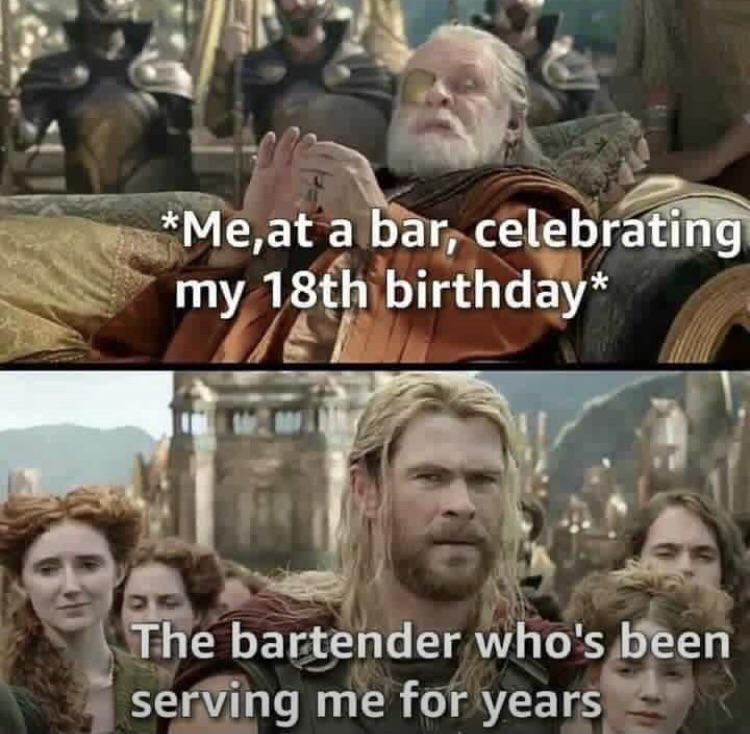 *Me,at a bar, celebrating
my 18th birthday*
The bartender who's been
serving me for years